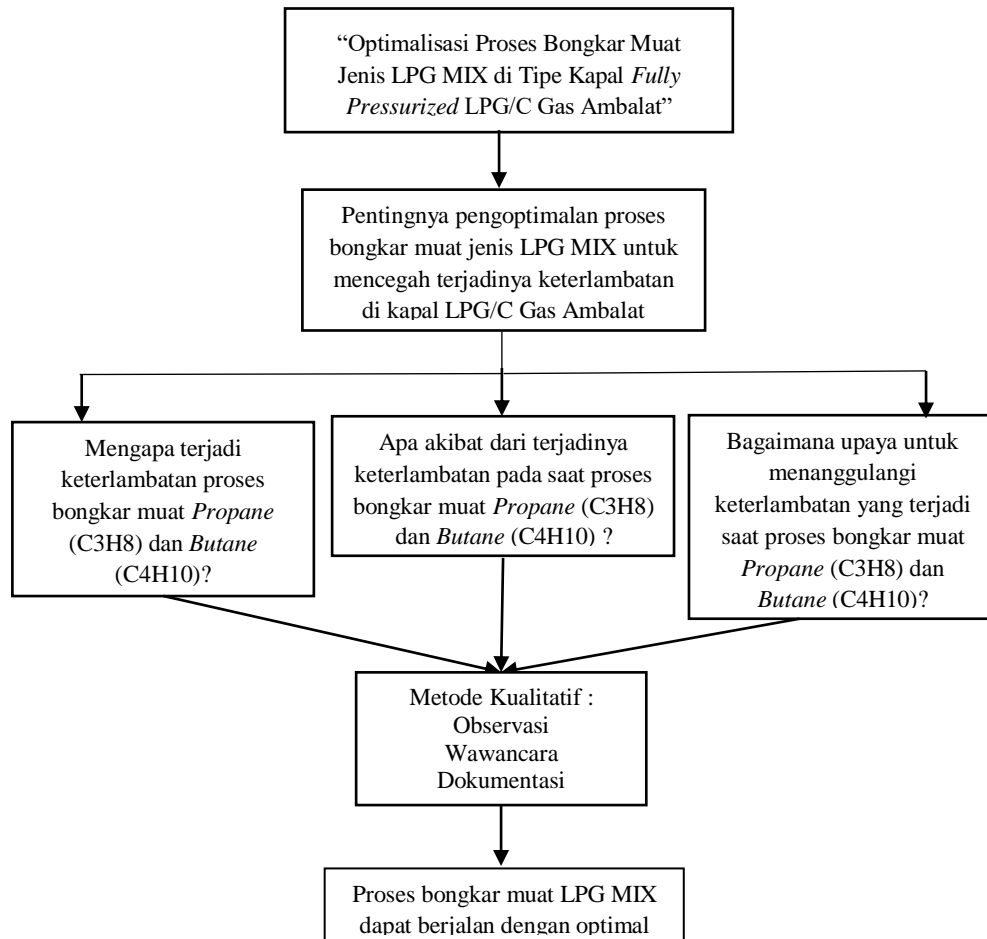 “Optimalisasi Proses Bongkar Muat
Jenis LPG MIX di Tipe Kapal Fully
Pressurized LPG/C Gas Ambalat”
Pentingnya pengoptimalan proses
bongkar muat jenis LPG MIX untuk
mencegah terjadinya keterlambatan
di kapal LPG/C Gas Ambalat
Mengapa terjadi
keterlambatan proses
bongkar muat Propane
(C3H8) dan Butane
(C4H10)?
Apa akibat dari terjadinya
keterlambatan pada saat proses
bongkar muat Propane (C3H8)
dan Butane (C4H10) ?
Bagaimana upaya untuk
menanggulangi
keterlambatan yang terjadi
saat proses bongkar muat
Propane (C3H8) dan
Butane (C4H10)?
Metode Kualitatif :
Observasi
Wawancara
Dokumentasi
Proses bongkar muat LPG MIX
dapat berjalan dengan optimal